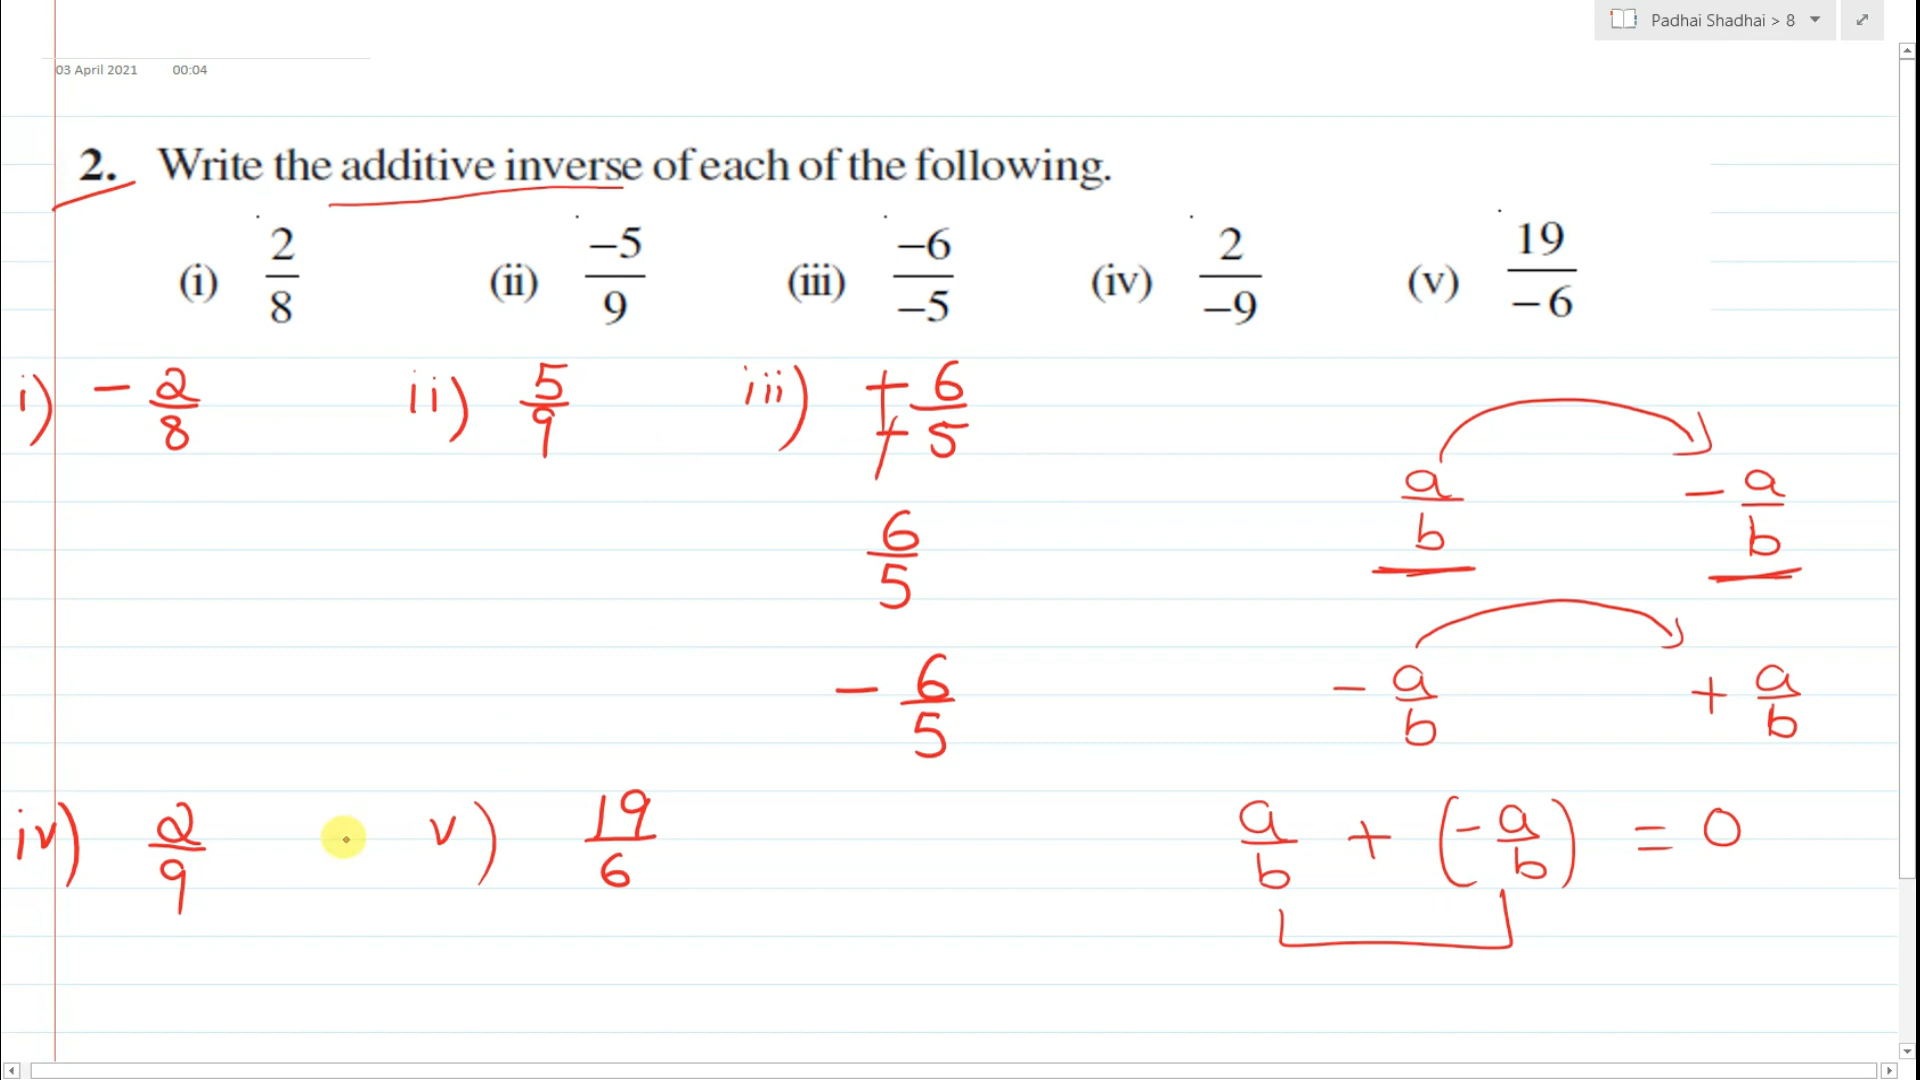 Padhai Shadhai > 8
03 April 2021 00:04
2. Write the additive inverse of each of the following.
(i) 2/8 (ii) −5/9 (iii) −6/−5 (iv) 2/−9 (v) 19/−6
i) − 2/8 ii) 5/9 iii) +6/+5
a/b − a/b
6/5
− 6/5 − a/b + a/b
iv) 2/9 v) 19/6 a/b + (− a/b) = 0